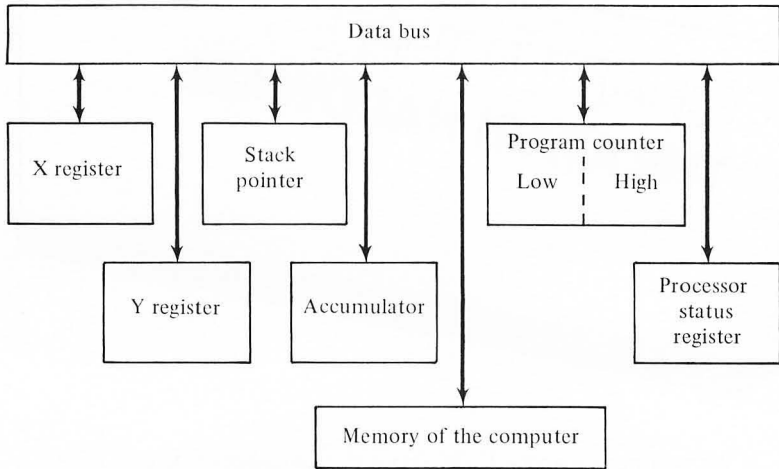 Data bus
X register
Stack
pointer
Program counter
Low High
Y register
Accumulator
Processor
status
register
Memory of the computer